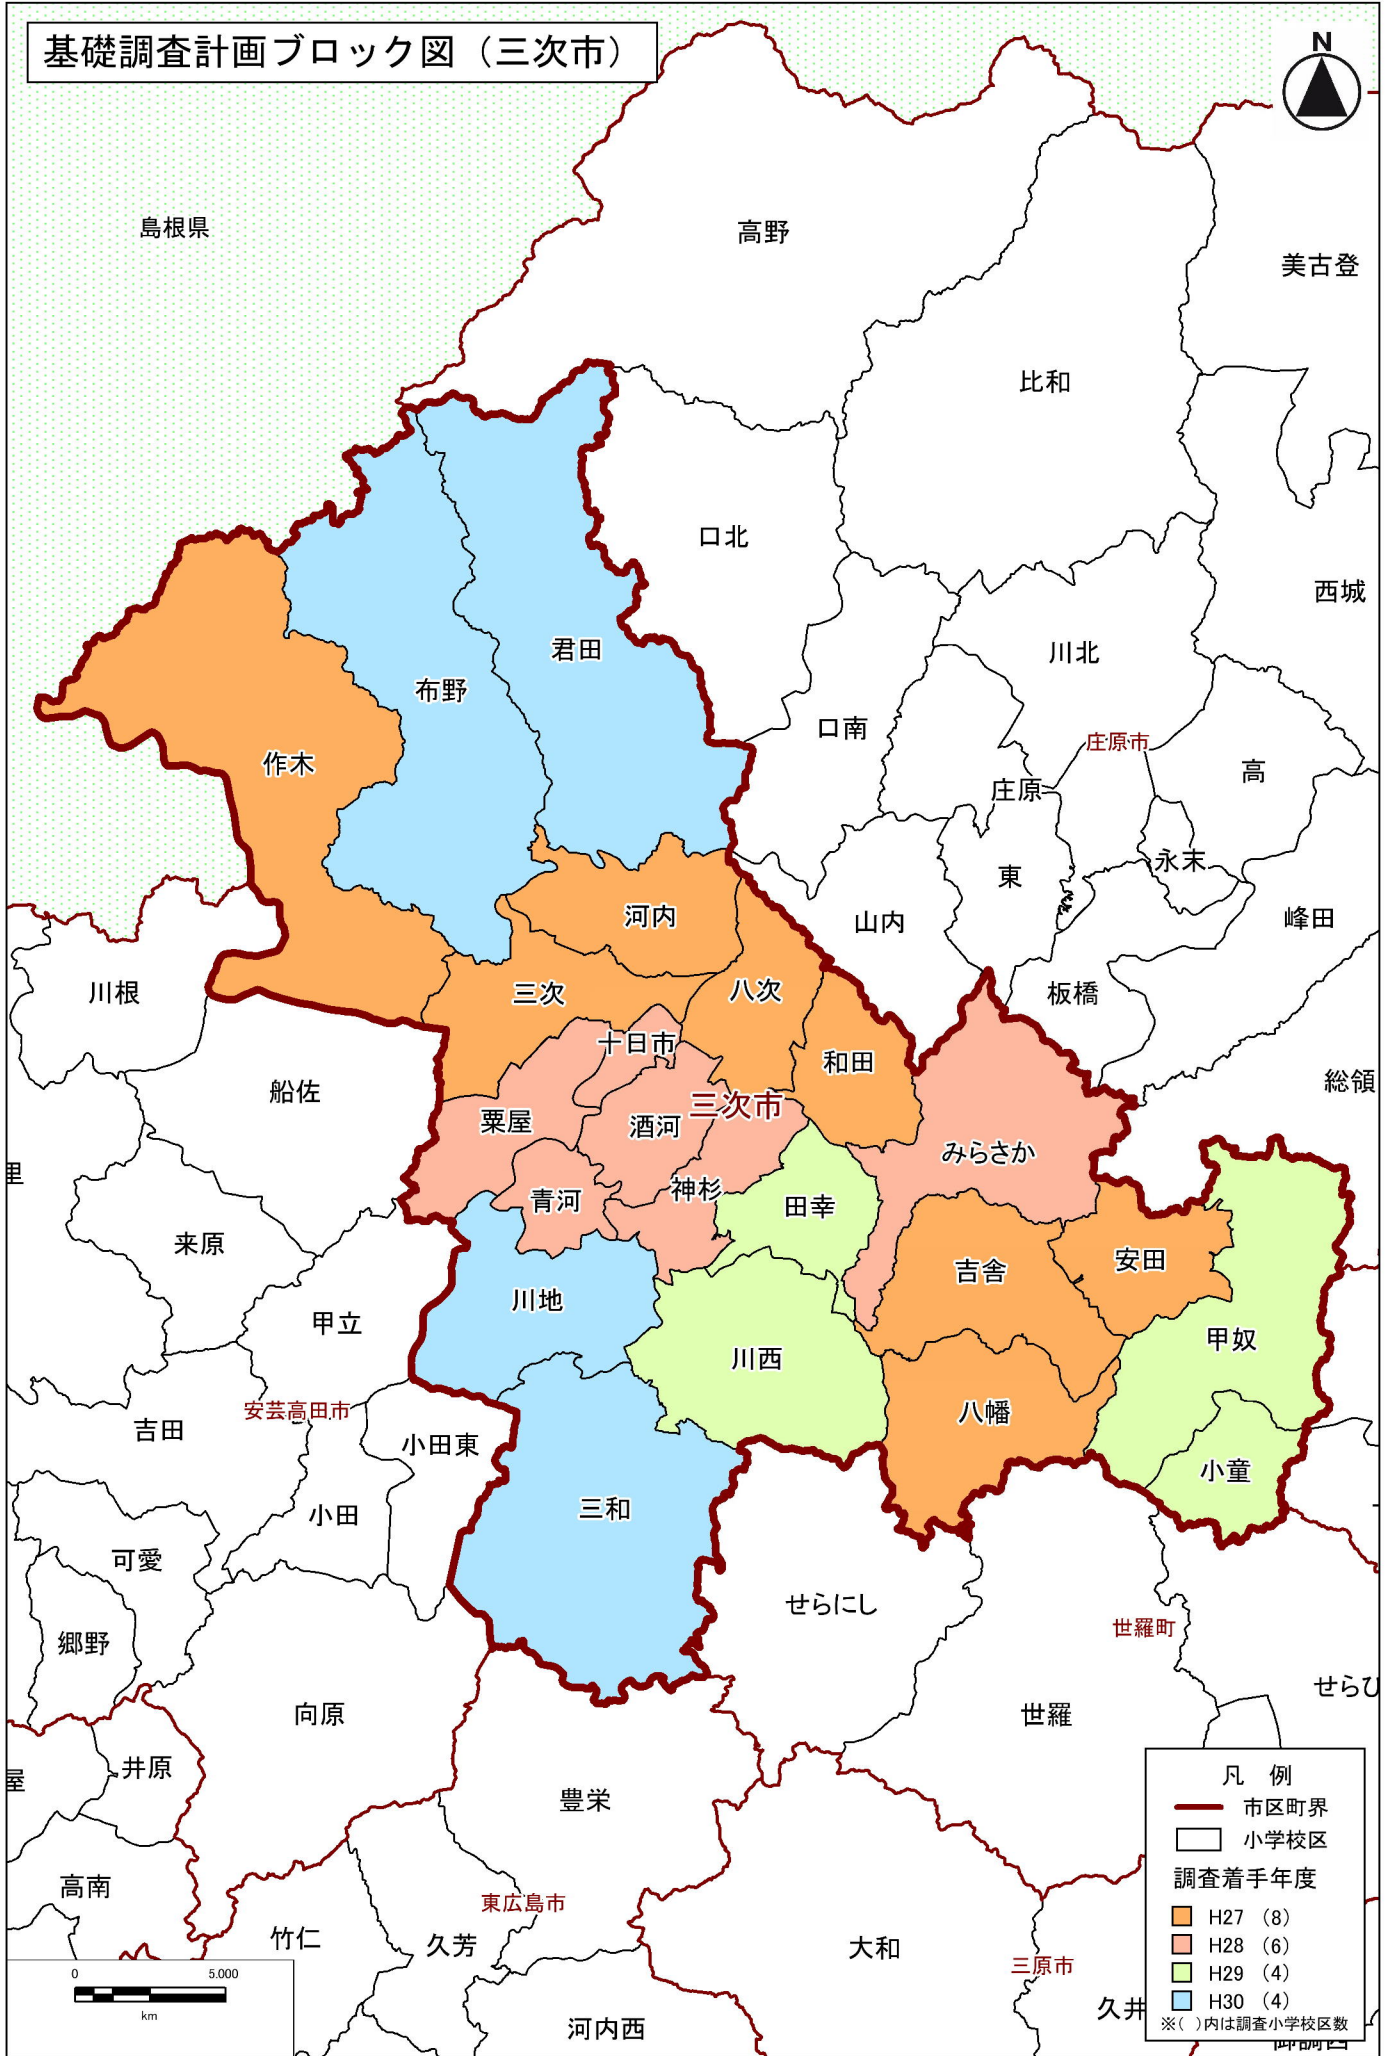 基礎調査計画ブロック図（三次市）
N
島根県
高野
美古登
比和
口北
西城
君田
川北
布野
口南
庄原市
作木
高
庄原
永末
東
河内
山内
峰田
川根
三次
八次
板橋
十日市
和田
船佐
総領
三次市
粟屋
酒河
みらさか
里
神杉
青河
田幸
来原
安田
吉舎
川地
甲立
甲奴
川西
安芸高田市
八幡
吉田
小田東
小童
三和
小田
可愛
せらにし
世羅町
郷野
せらひ
向原
世羅
井原
屋
豊栄
高南
東広島市
竹仁
久芳
大和
三原市
久井
河内西
御調西
凡　例
市区町界
小学校区
調査着手年度
H27 （8）
H28 （6）
H29 （4）
H30 （4）
※(　)内は調査小学校区数
0 5.000
km